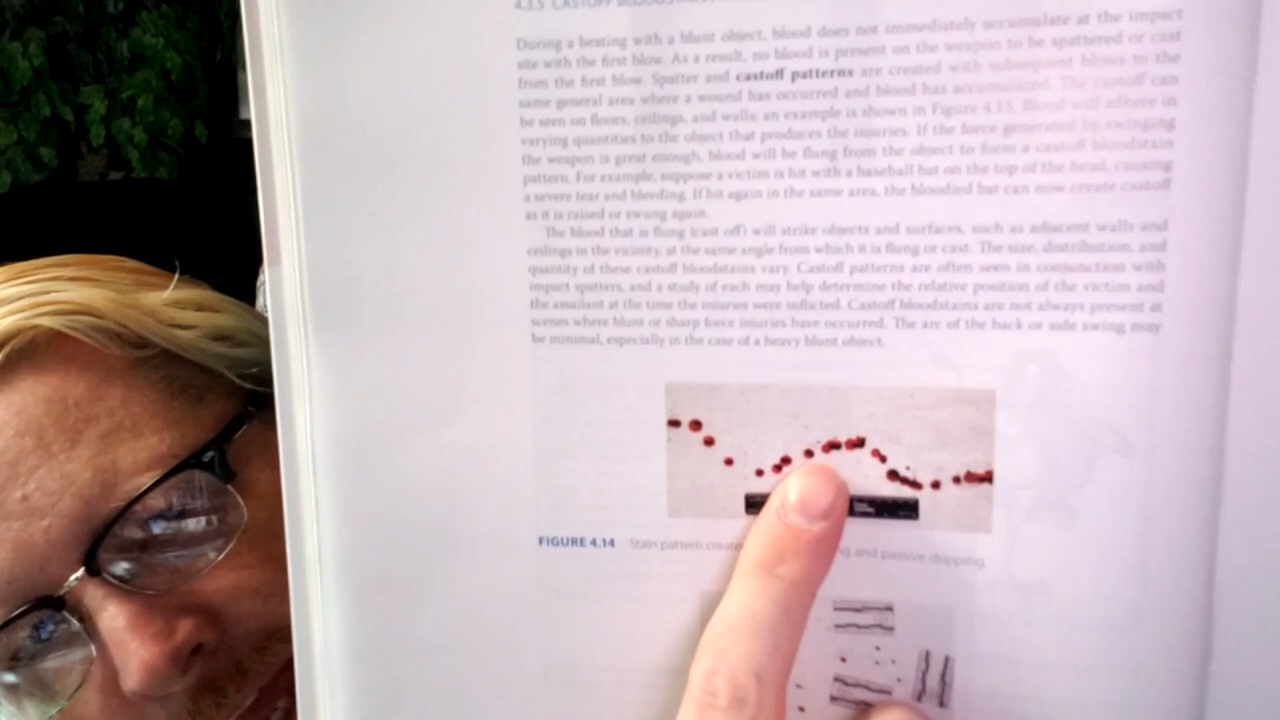 4.1.5 CASTOFF
During a beating with a blunt object, blood does not immediately accumulate at the impact
site with the first blow. As a result, no blood is present on the weapon to be spattered or cast
from the first blow. Spatter and castoff patterns are created with subsequent blows to the
same general area where a wound has occurred and blood has accumulated. The castoff can
be seen on floors, ceilings, and walls; an example is shown in Figure 4.15. Blood will adhere in
varying quantities to the object that produces the injuries. If the force generated by swinging
the weapon is great enough, blood will be flung from the object to form a castoff bloodstain
pattern. For example, suppose a victim is hit with a baseball bat on the top of the head, causing
a severe tear and bleeding. If hit again in the same area, the bloodied bat can now create castoff
as it is raised or swung again.
The blood that is flung (cast off) will strike objects and surfaces, such as adjacent walls and
ceilings in the vicinity, at the same angle from which it is flung or cast. The size, distribution, and
quantity of these castoff bloodstains vary. Castoff patterns are often seen in conjunction with
impact spatters, and a study of each may help determine the relative position of the victim and
the assailant at the time the injuries were inflicted. Castoff bloodstains are not always present at
scenes where blunt or sharp force injuries have occurred. The arc of the back or side swing may
be minimal, especially in the case of a heavy blunt object.
FIGURE 4.14 Stain pattern and passive dripping.